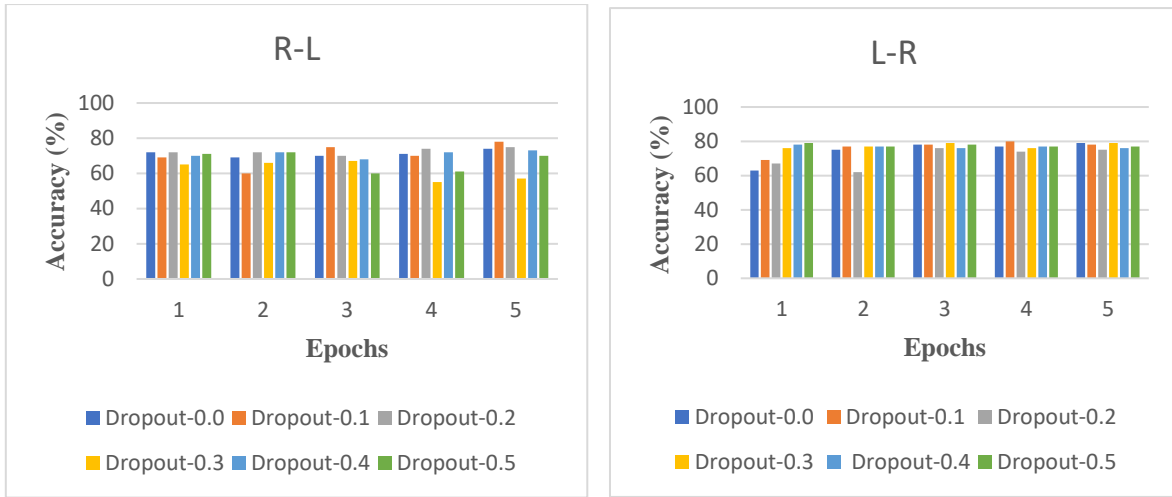 R-L
Accuracy (%)
100
80
60
40
20
0
1 2 3 4 5
Epochs
Dropout-0.0 Dropout-0.1 Dropout-0.2
Dropout-0.3 Dropout-0.4 Dropout-0.5
L-R
Accuracy (%)
100
80
60
40
20
0
1 2 3 4 5
Epochs
Dropout-0.0 Dropout-0.1 Dropout-0.2
Dropout-0.3 Dropout-0.4 Dropout-0.5